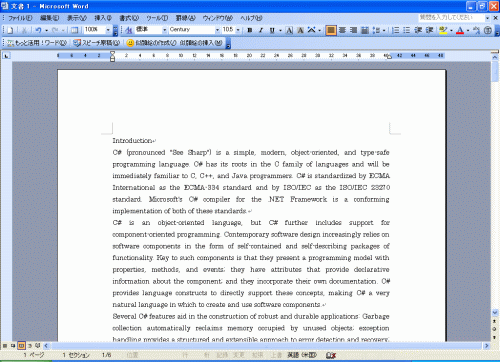 文書 1 - Microsoft Word
ファイル(F) 編集(E) 表示(V) 挿入(I) 書式(O) ツール(T) 罫線(A) ウィンドウ(W) ヘルプ(H)
質問を入力してください
100% 標準 Century 10.5 B I U A A A
もっと活用!ワード(D) スピーチ原稿(I)
Introduction
C# (pronounced "See Sharp") is a simple, modern, object-oriented, and type-safe
programming language. C# has its roots in the C family of languages and will be
immediately familiar to C, C++, and Java programmers. C# is standardized by ECMA
International as the ECMA-334 standard and by ISO/IEC as the ISO/IEC 23270
standard. Microsoft's C# compiler for the .NET Framework is a conforming
implementation of both of these standards.
C# is an object-oriented language, but C# further includes support for
component-oriented programming. Contemporary software design increasingly relies on
software components in the form of self-contained and self-describing packages of
functionality. Key to such components is that they present a programming model with
properties, methods, and events; they have attributes that provide declarative
information about the component; and they incorporate their own documentation. C#
provides language constructs to directly support these concepts, making C# a very
natural language in which to create and use software components.
Several C# features aid in the construction of robust and durable applications: Garbage
collection automatically reclaims memory occupied by unused objects; exception
handling provides a structured and extensible approach to error detection and recovery;
1 ページ 1 セクション 1/6 位置 行 桁 記録 変更 拡張 上書 英語 (米国)